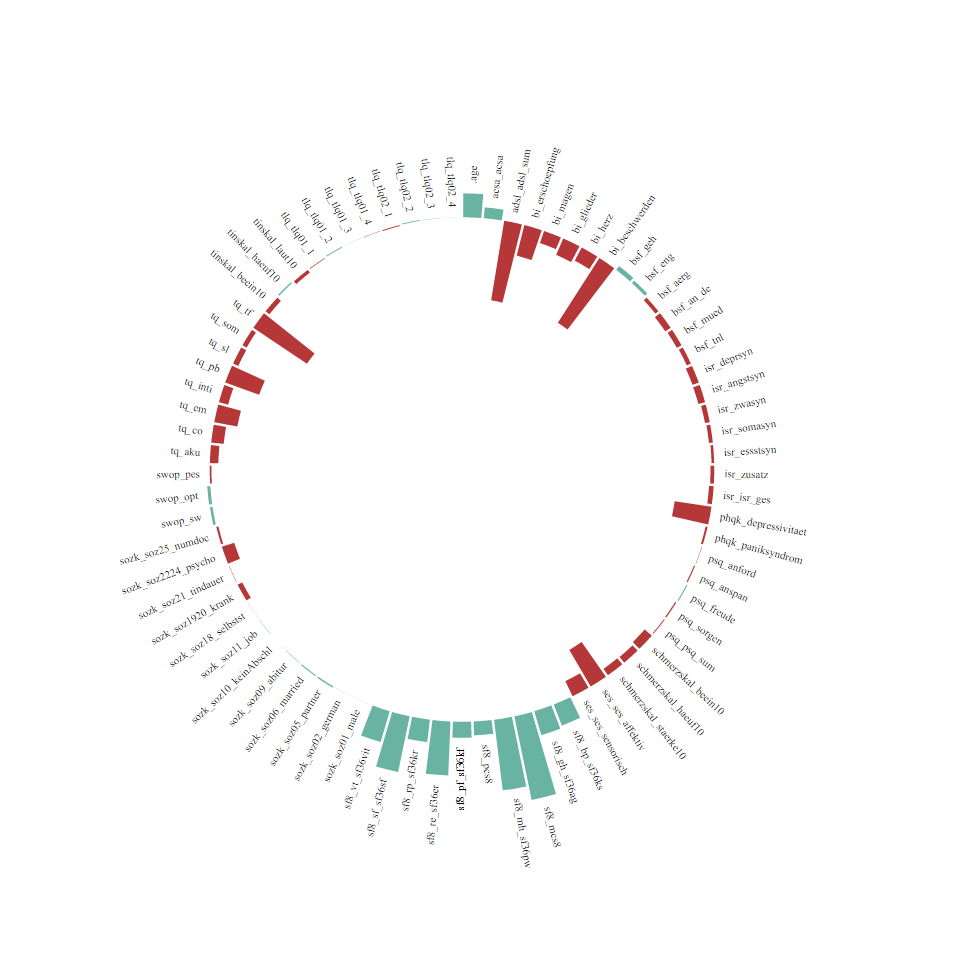 .age
acsa_acsa
adsl_adsl_sum
bi_erschoepfung
bi_magen
bi_glieder
bi_herz
bi_beschwerden
bsf_geh
bsf_eng
bsf_aerg
bsf_an_de
bsf_mued
bsf_tnl
isr_deprsyn
isr_angstsyn
isr_zwasyn
isr_somasyn
isr_essstsyn
isr_zusatz
isr_isr_ges
phqk_depressivitaet
phqk_paniksyndrom
psq_anford
psq_anspan
psq_freude
psq_sorgen
psq_psq_sum
schmerzskal_beein10
schmerzskal_haeuf10
schmerzskal_staerke10
ses_ses_affektiv
ses_ses_sensorisch
sf8_bp_sf36ks
sf8_gh_sf36ag
sf8_mcs8
sf8_mlt_sf36pw
sf8_pcs8
sf8_pf_sf36kf
sf8_re_sf36er
sf8_rp_sf36kr
sf8_sf_sf36sf
sf8_vt_sf36vit
sozk_soz01_male
sozk_soz02_german
sozk_soz05_partner
sozk_soz06_married
sozk_soz09_abitur
sozk_soz10_keinAbschl
sozk_soz11_job
sozk_soz18_selbstst
sozk_soz1920_krank
sozk_soz21_tindauer
sozk_soz2224_psycho
sozk_soz25_numdoc
swop_sw
swop_opt
swop_pes
tq_aku
tq_co
tq_em
tq_inti
tq_pb
tq_sl
tq_som
tq_tf
tinskal_beein10
tinskal_haeuf10
tinskal_laut10
tlq_tlq01_1
tlq_tlq01_2
tlq_tlq01_3
tlq_tlq01_4
tlq_tlq02_1
tlq_tlq02_2
tlq_tlq02_3
tlq_tlq02_4